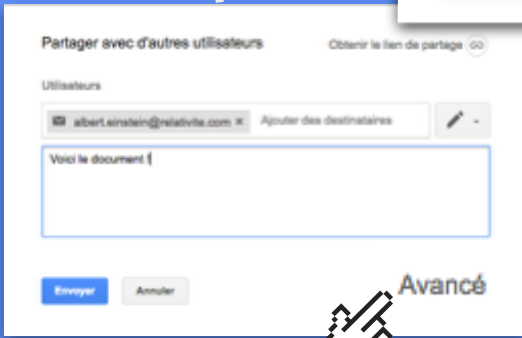 Partager avec d'autres utilisateurs
Obtenir le lien de partage
Utilisateurs
albert.einstein@relativite.com ×
Ajouter des destinataires
Voici le document !
Envoyer
Annuler
Avancé